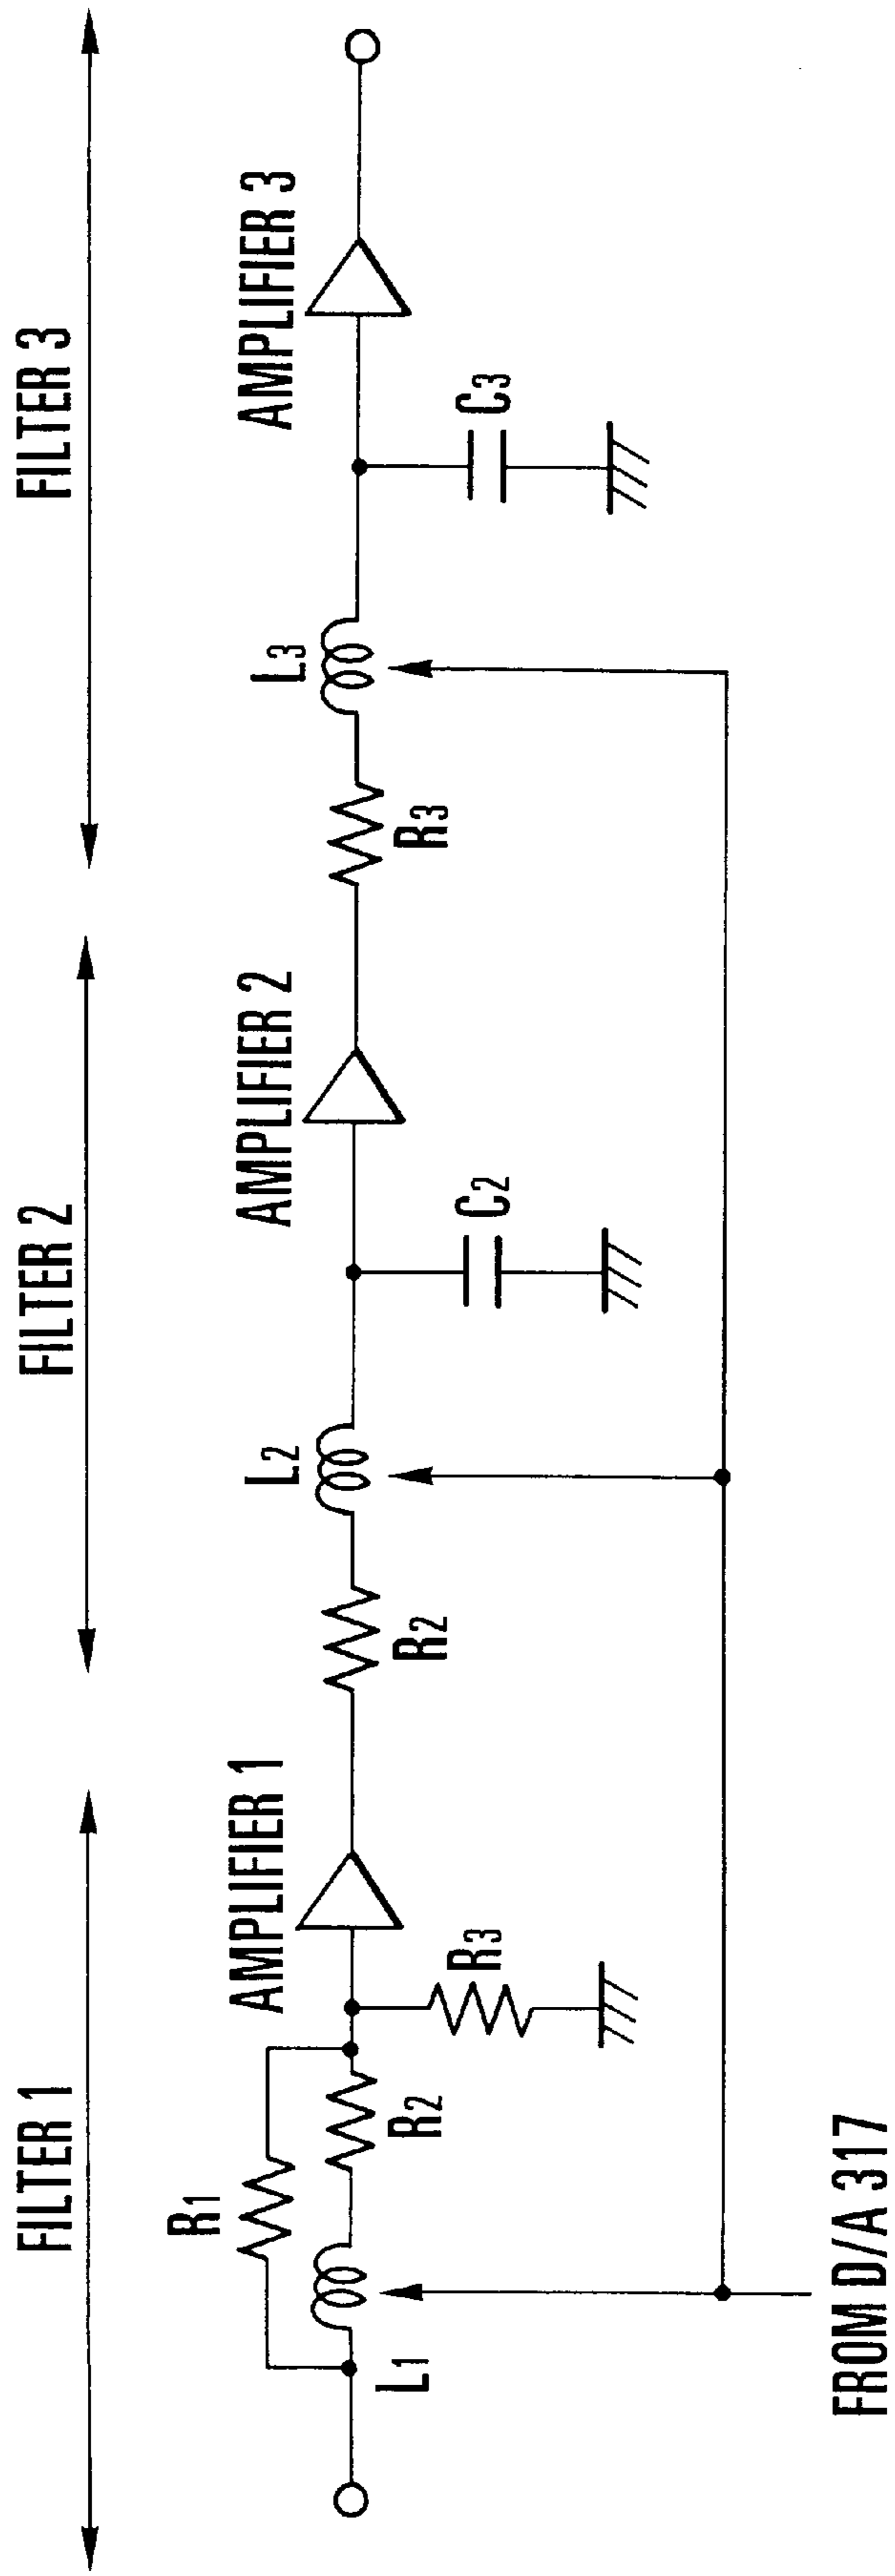 FILTER 1
FILTER 2
FILTER 3
AMPLIFIER 1
AMPLIFIER 2
AMPLIFIER 3
R1
L1
R2
R3
R2
L2
C2
R3
L3
C3
FROM D/A 317